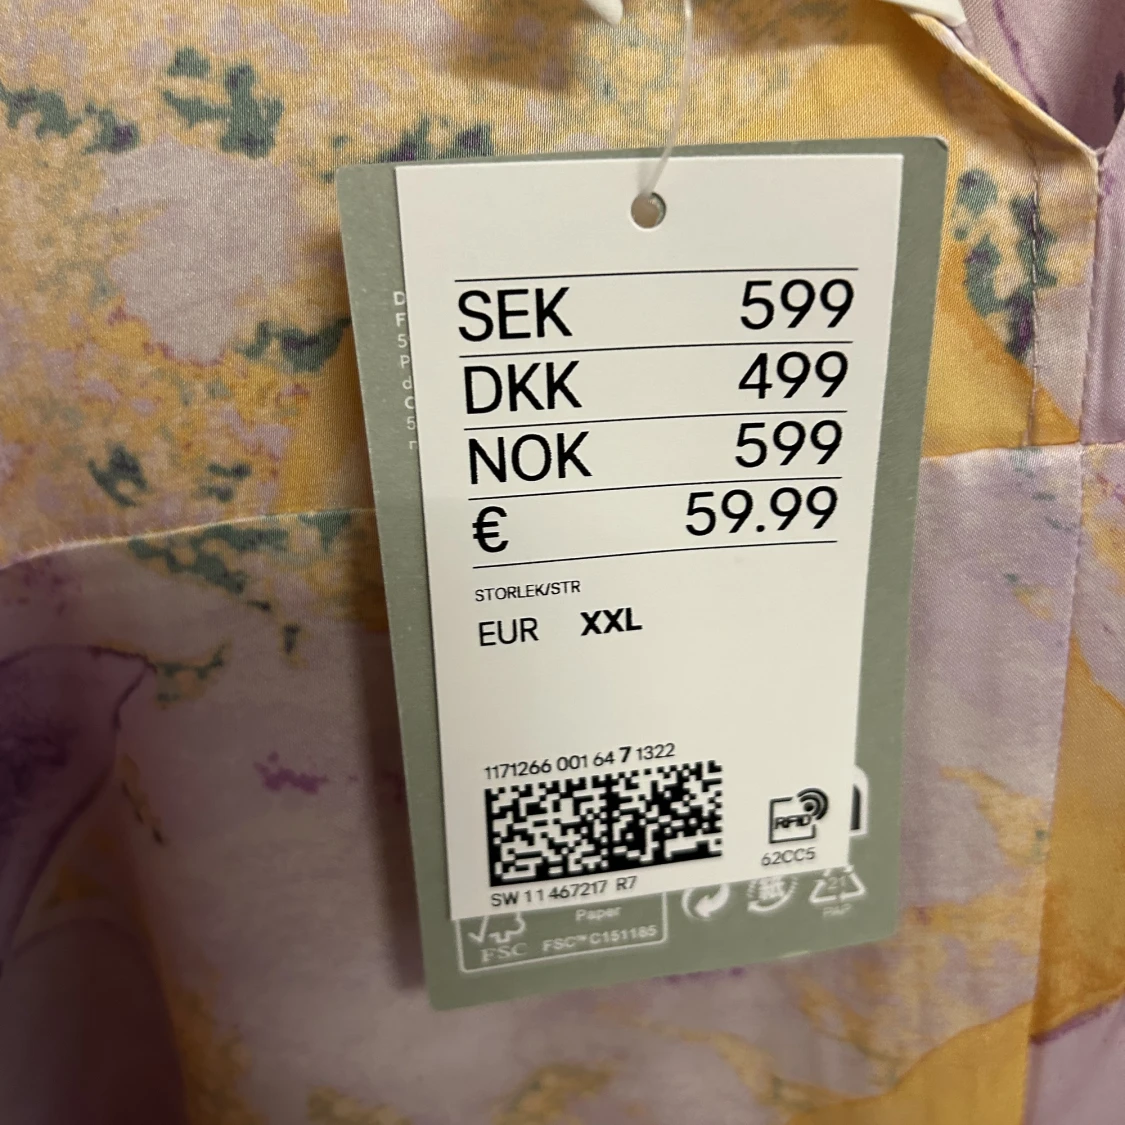 SEK 599
DKK 499
NOK 599
€ 59.99
STORLEK/STR
EUR XXL
1171266 001 64 7 1322
RFID
62CC5
SW 11 467217 R7
Paper
FSC FSC™ C151185
21
PAP